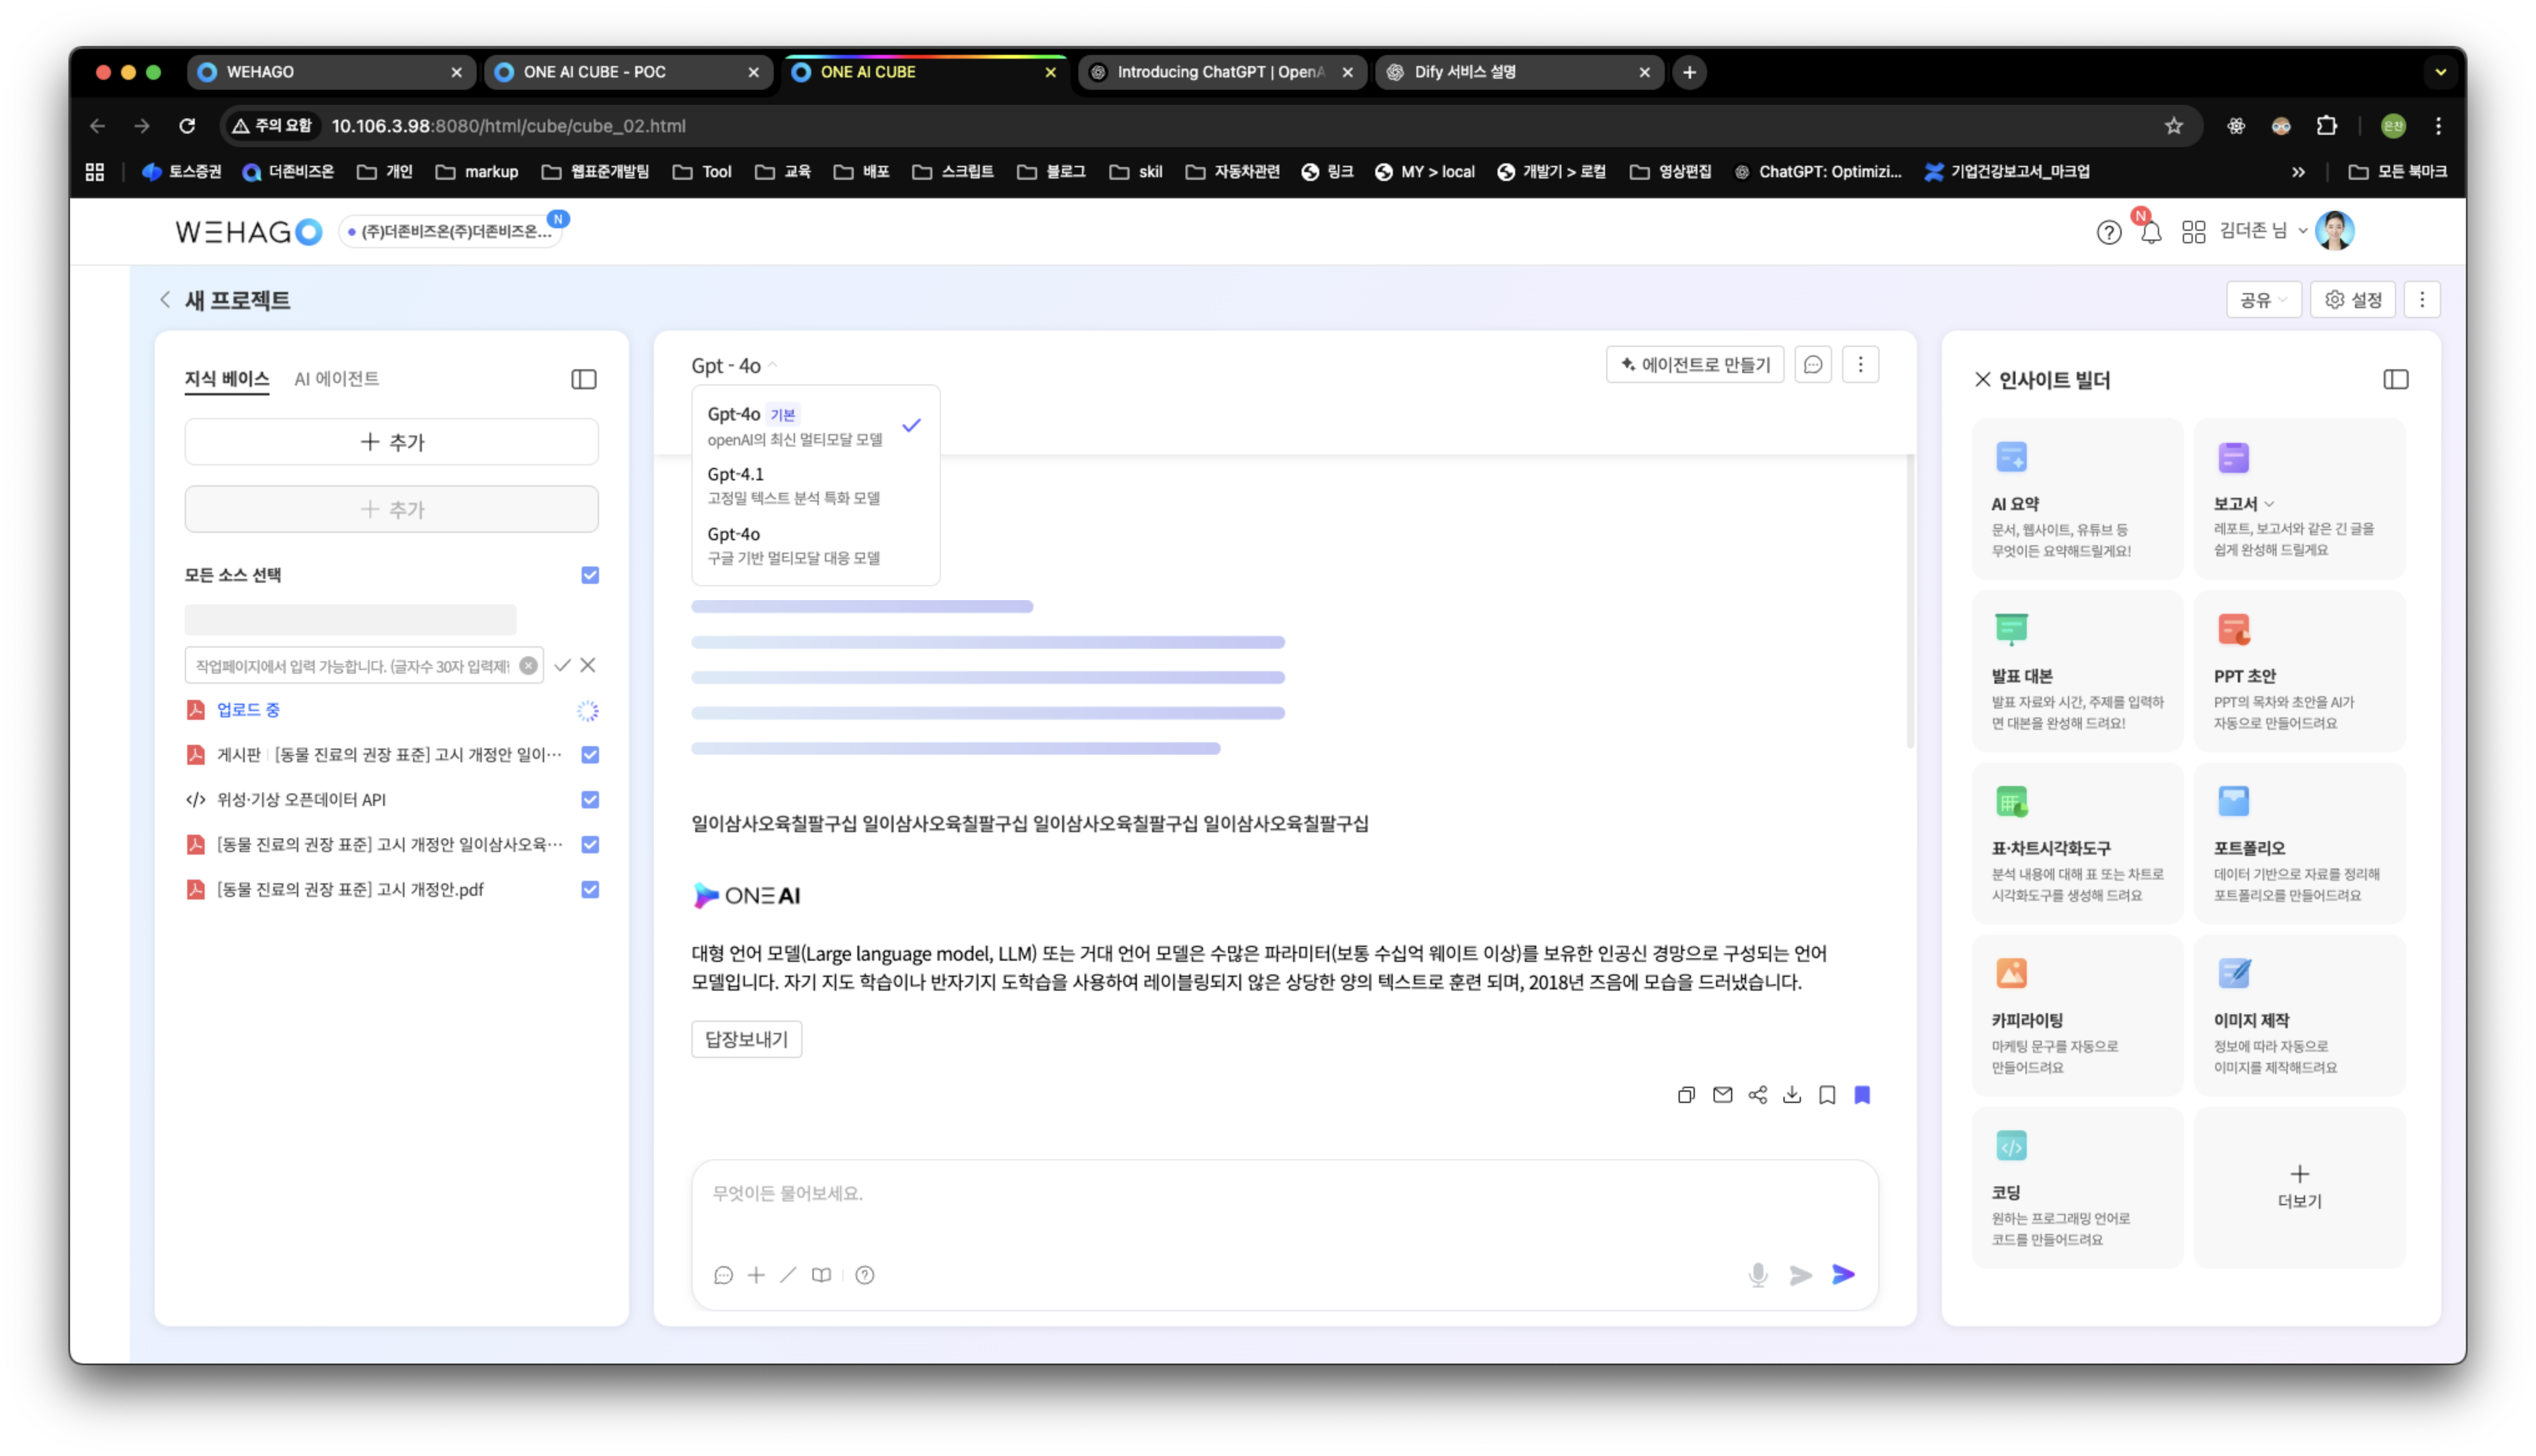 WEHAGO
ONE AI CUBE - POC
ONE AI CUBE
Introducing ChatGPT | OpenA
Dify 서비스 설명
주의 요함
10.106.3.98:8080/html/cube/cube_02.html
은찬
토스증권
더존비즈온
개인
markup
웹표준개발팀
Tool
교육
배포
스크립트
블로그
skil
자동차관련
링크
MY > local
개발기 > 로컬
영상편집
ChatGPT: Optimizi...
기업건강보고서_마크업
모든 북마크
WEHAGO
(주)더존비즈온(주)더존비즈온...
N
N
김더존 님
새 프로젝트
공유
설정
지식 베이스
AI 에이전트
+ 추가
+ 추가
모든 소스 선택
작업페이지에서 입력 가능합니다. (글자수 30자 입력제
업로드 중
게시판 | [동물 진료의 권장 표준] 고시 개정안 일이…
</> 위성·기상 오픈데이터 API
[동물 진료의 권장 표준] 고시 개정안 일이삼사오육…
[동물 진료의 권장 표준] 고시 개정안.pdf
Gpt - 4o
에이전트로 만들기
Gpt-4o 기본
openAI의 최신 멀티모달 모델
Gpt-4.1
고정밀 텍스트 분석 특화 모델
Gpt-4o
구글 기반 멀티모달 대응 모델
일이삼사오육칠팔구십 일이삼사오육칠팔구십 일이삼사오육칠팔구십 일이삼사오육칠팔구십
ONE AI
대형 언어 모델(Large language model, LLM) 또는 거대 언어 모델은 수많은 파라미터(보통 수십억 웨이트 이상)를 보유한 인공신 경망으로 구성되는 언어
모델입니다. 자기 지도 학습이나 반자기지 도학습을 사용하여 레이블링되지 않은 상당한 양의 텍스트로 훈련 되며, 2018년 즈음에 모습을 드러냈습니다.
답장보내기
무엇이든 물어보세요.
인사이트 빌더
AI 요약
문서, 웹사이트, 유튜브 등
무엇이든 요약해드릴게요!
보고서
레포트, 보고서와 같은 긴 글을
쉽게 완성해 드릴게요
발표 대본
발표 자료와 시간, 주제를 입력하
면 대본을 완성해 드려요!
PPT 초안
PPT의 목차와 초안을 AI가
자동으로 만들어드려요
표·차트시각화도구
분석 내용에 대해 표 또는 차트로
시각화도구를 생성해 드려요
포트폴리오
데이터 기반으로 자료를 정리해
포트폴리오를 만들어드려요
카피라이팅
마케팅 문구를 자동으로
만들어드려요
이미지 제작
정보에 따라 자동으로
이미지를 제작해드려요
코딩
원하는 프로그래밍 언어로
코드를 만들어드려요
더보기